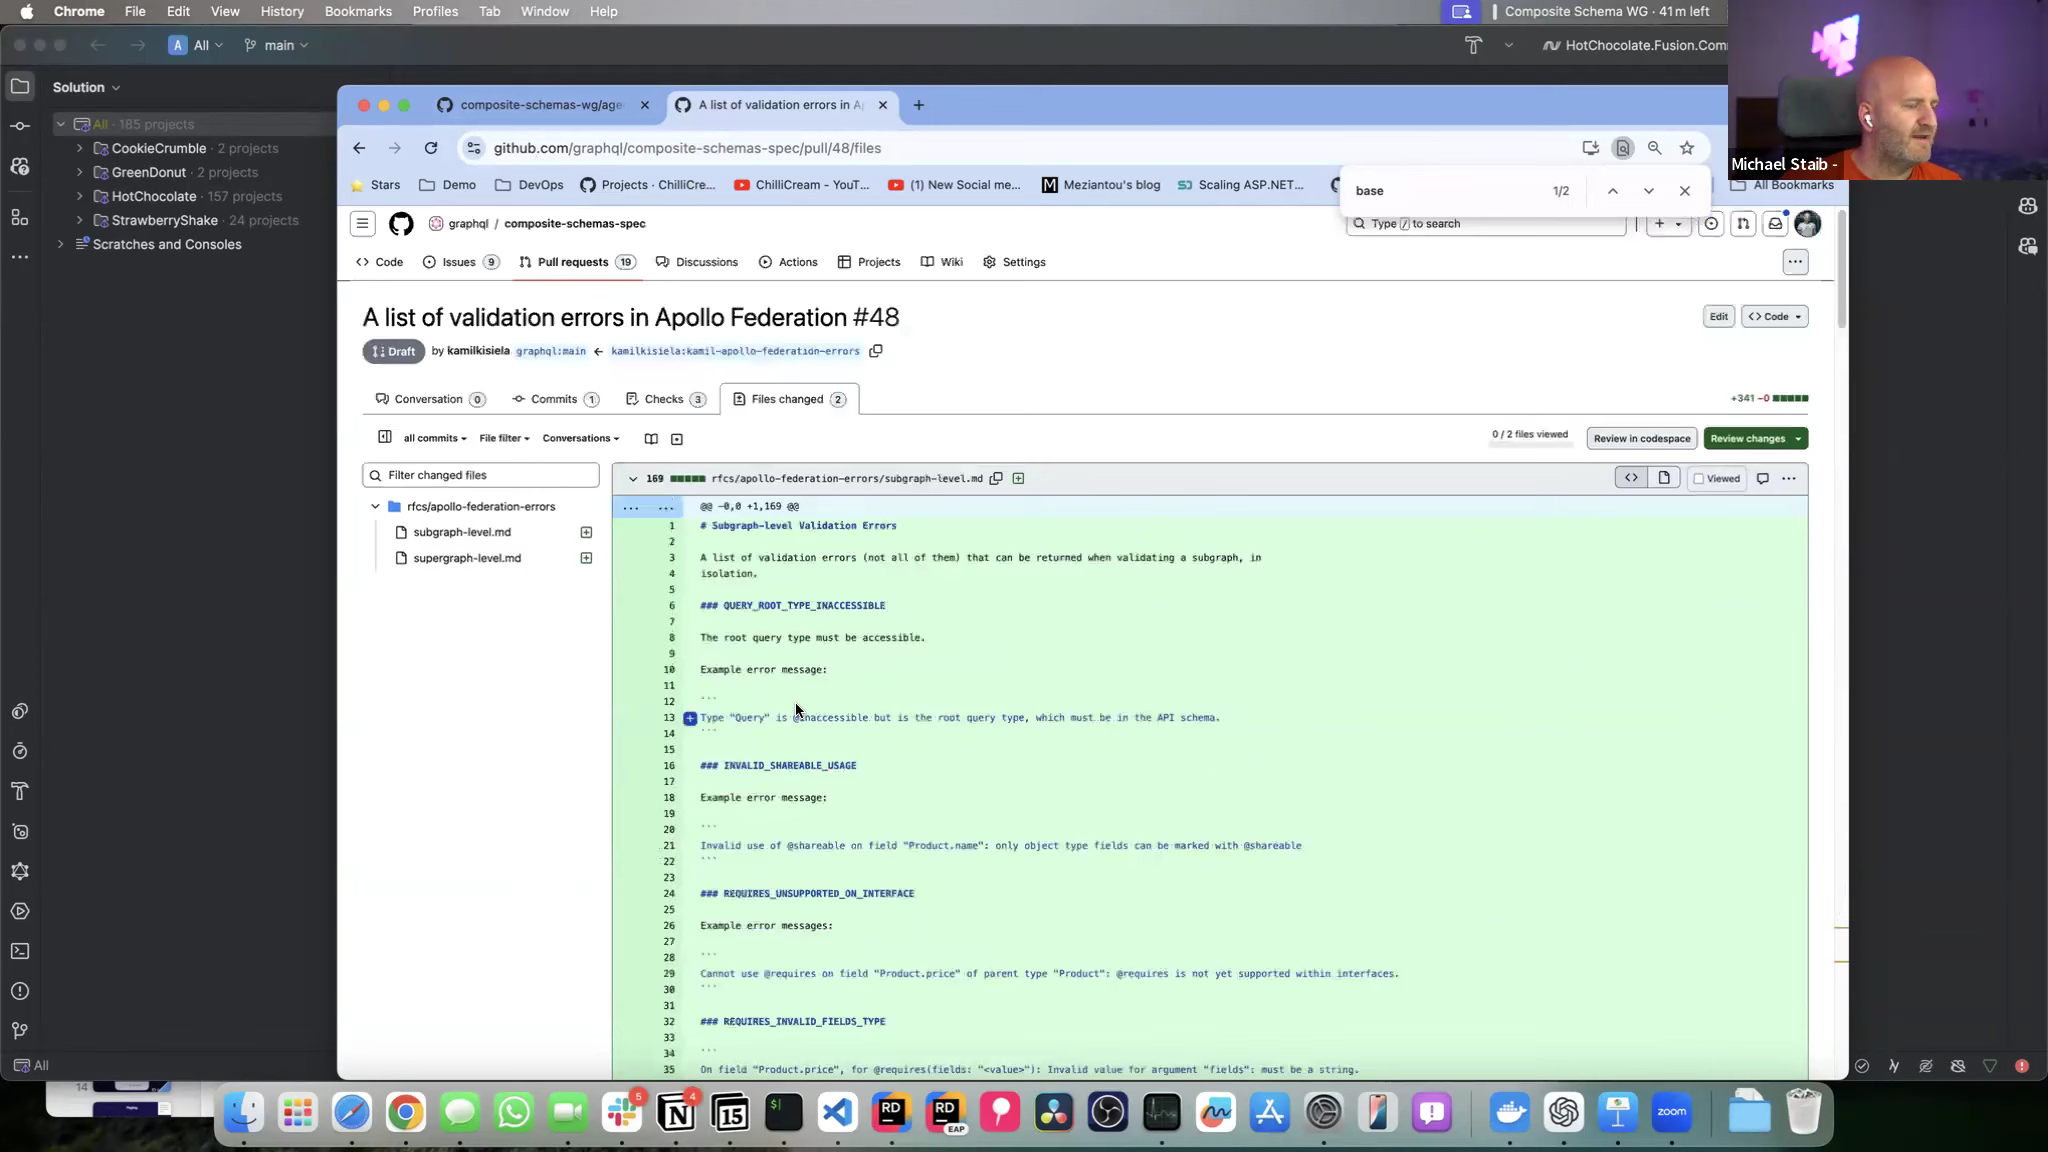 Chrome File Edit View History Bookmarks Profiles Tab Window Help
Composite Schema WG · 41m left
A All main
HotChocolate.Fusion.Com
Michael Staib -
Solution
All · 185 projects
CookieCrumble · 2 projects
GreenDonut · 2 projects
HotChocolate · 157 projects
StrawberryShake · 24 projects
Scratches and Consoles
composite-schemas-wg/age
A list of validation errors in A
github.com/graphql/composite-schemas-spec/pull/48/files
Stars Demo DevOps Projects · ChilliCre... ChilliCream - YouT... (1) New Social me... Meziantou's blog Scaling ASP.NET... All Bookmarks
base 1/2
graphql / composite-schemas-spec
Type / to search
Code Issues 9 Pull requests 19 Discussions Actions Projects Wiki Settings
A list of validation errors in Apollo Federation #48
Edit <> Code
Draft by kamilkisiela graphql:main ← kamilkisiela:kamil-apollo-federation-errors
Conversation 0 Commits 1 Checks 3 Files changed 2
+341 −0
all commits File filter Conversations
0 / 2 files viewed Review in codespace Review changes
Filter changed files
rfcs/apollo-federation-errors
subgraph-level.md
supergraph-level.md
169 rfcs/apollo-federation-errors/subgraph-level.md
Viewed
... ... @@ -0,0 +1,169 @@
1 # Subgraph-level Validation Errors
2
3 A list of validation errors (not all of them) that can be returned when validating a subgraph, in
4 isolation.
5
6 ### QUERY_ROOT_TYPE_INACCESSIBLE
7
8 The root query type must be accessible.
9
10 Example error message:
11
12 ```
13 Type "Query" is @inaccessible but is the root query type, which must be in the API schema.
14 ```
15
16 ### INVALID_SHAREABLE_USAGE
17
18 Example error message:
19
20 ```
21 Invalid use of @shareable on field "Product.name": only object type fields can be marked with @shareable
22 ```
23
24 ### REQUIRES_UNSUPPORTED_ON_INTERFACE
25
26 Example error messages:
27
28 ```
29 Cannot use @requires on field "Product.price" of parent type "Product": @requires is not yet supported within interfaces.
30 ```
31
32 ### REQUIRES_INVALID_FIELDS_TYPE
33
34 ```
35 On field "Product.price", for @requires(fields: "<value>"): Invalid value for argument "fields": must be a string.
All
14
5
4
15
$
RD
RD
EAP
zoom